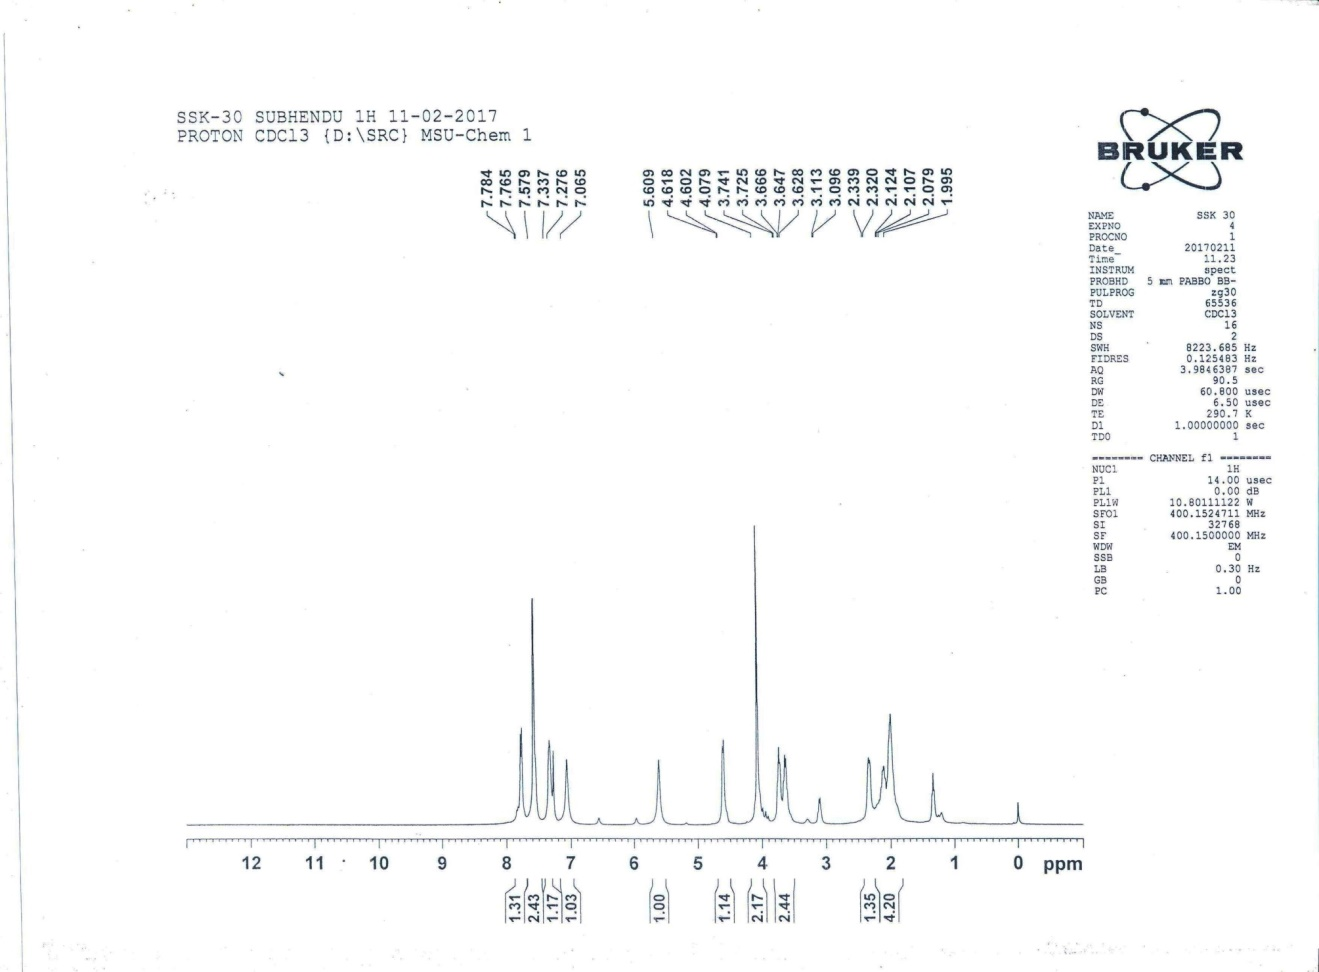 SSK-30 SUBHENDU 1H 11-02-2017
PROTON CDCl3 {D:\SRC} MSU-Chem 1
BRUKER
7.784
7.765
7.579
7.337
7.276
7.065
5.609
4.618
4.602
4.079
3.741
3.725
3.666
3.647
3.628
3.113
3.096
2.339
2.320
2.124
2.107
2.079
1.995
NAME SSK 30
EXPNO 4
PROCNO 1
Date_ 20170211
Time 11.23
INSTRUM spect
PROBHD 5 mm PABBO BB-
PULPROG zg30
TD 65536
SOLVENT CDCl3
NS 16
DS 2
SWH 8223.685 Hz
FIDRES 0.125483 Hz
AQ 3.9846387 sec
RG 90.5
DW 60.800 usec
DE 6.50 usec
TE 290.7 K
D1 1.00000000 sec
TD0 1
======== CHANNEL f1 ========
NUC1 1H
P1 14.00 usec
PL1 0.00 dB
PL1W 10.80111122 W
SFO1 400.1524711 MHz
SI 32768
SF 400.1500000 MHz
WDW EM
SSB 0
LB 0.30 Hz
GB 0
PC 1.00
12 11 10 9 8 7 6 5 4 3 2 1 0 ppm
1.31
2.43
1.17
1.03
1.00
1.14
2.17
2.44
1.35
4.20